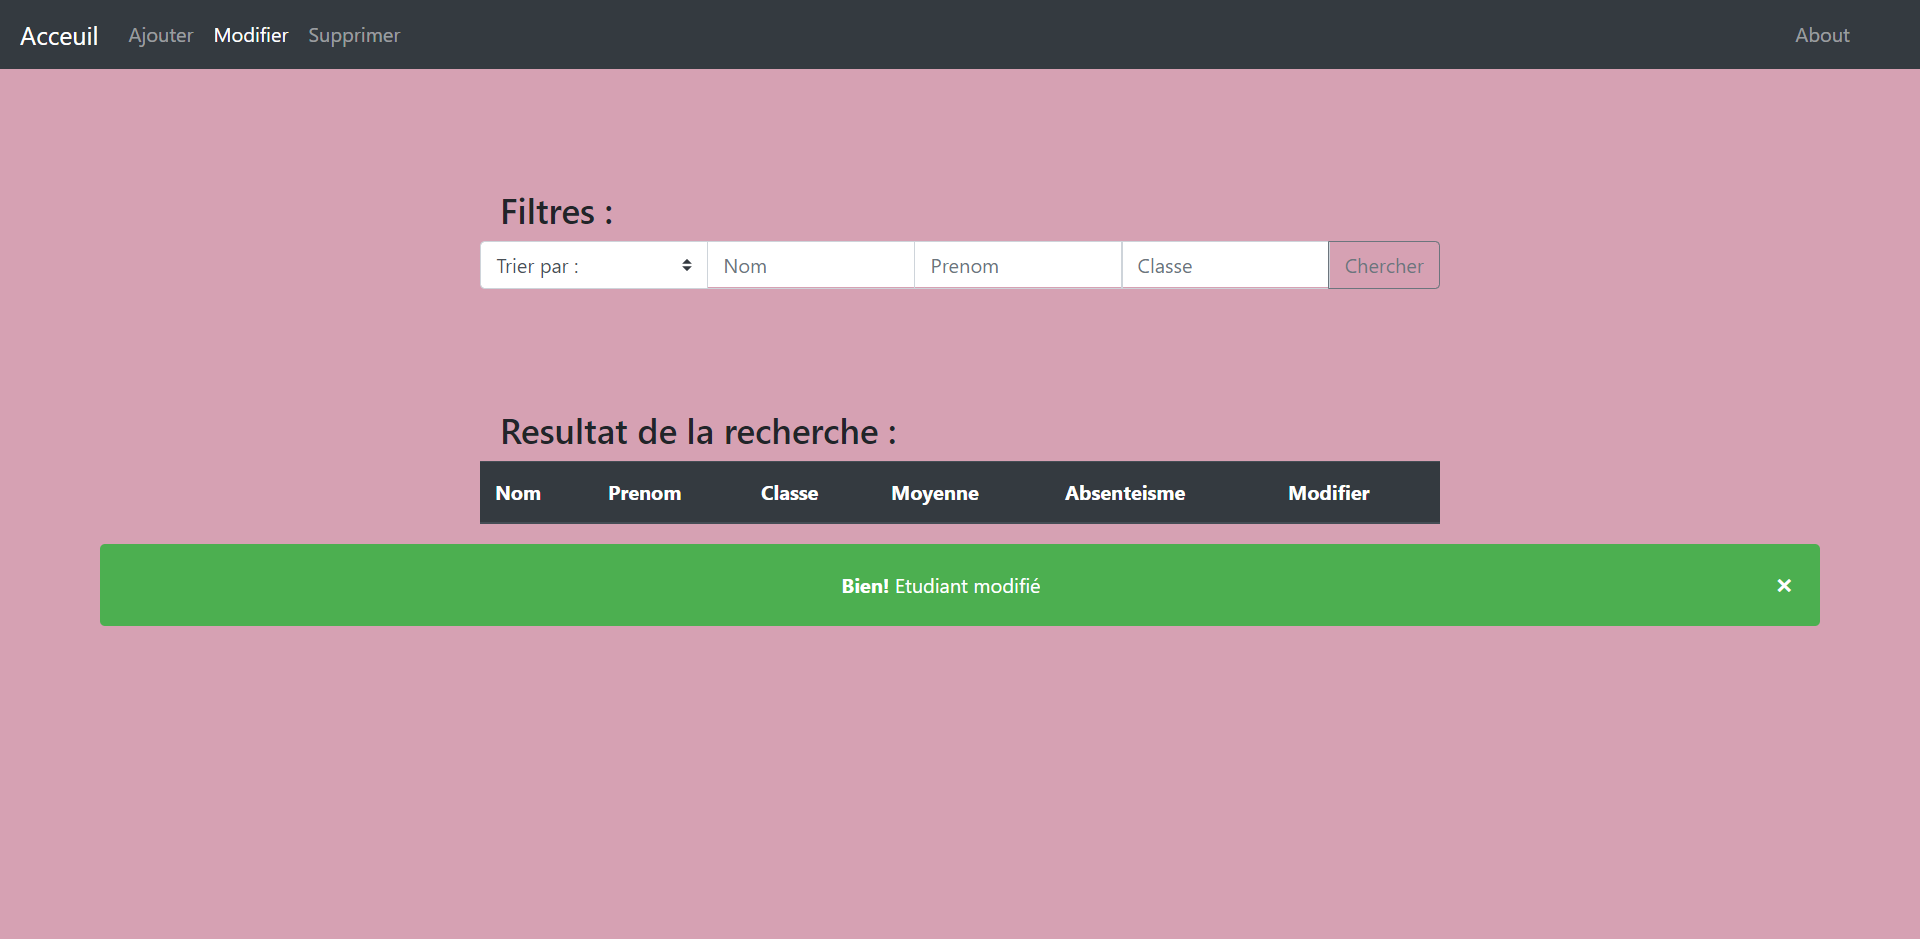 Acceuil Ajouter Modifier Supprimer About
Filtres :
Trier par : Nom Prenom Classe Chercher
Resultat de la recherche :
Nom Prenom Classe Moyenne Absenteisme Modifier
Bien! Etudiant modifié ×